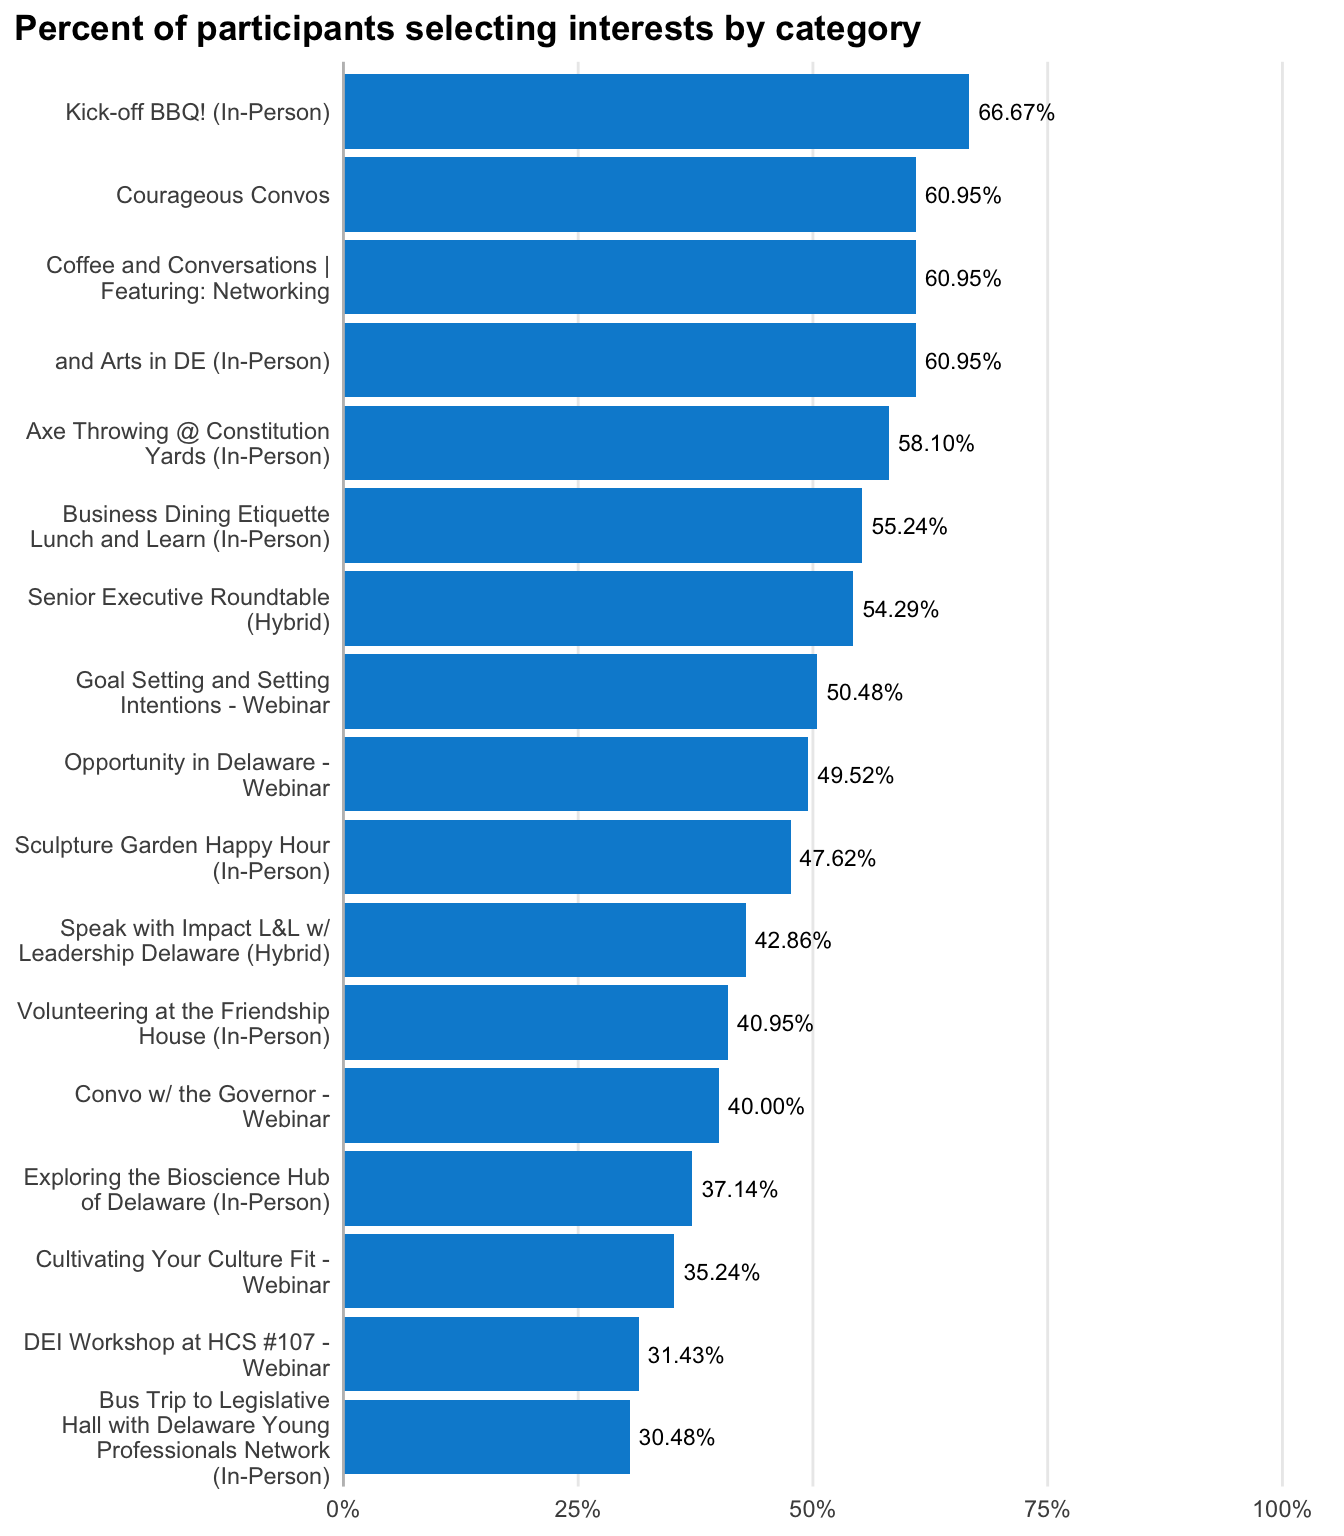 Percent of participants selecting interests by category
Kick-off BBQ! (In-Person)
66.67%
Courageous Convos
60.95%
Coffee and Conversations |
Featuring: Networking
60.95%
and Arts in DE (In-Person)
60.95%
Axe Throwing @ Constitution
Yards (In-Person)
58.10%
Business Dining Etiquette
Lunch and Learn (In-Person)
55.24%
Senior Executive Roundtable
(Hybrid)
54.29%
Goal Setting and Setting
Intentions - Webinar
50.48%
Opportunity in Delaware -
Webinar
49.52%
Sculpture Garden Happy Hour
(In-Person)
47.62%
Speak with Impact L&L w/
Leadership Delaware (Hybrid)
42.86%
Volunteering at the Friendship
House (In-Person)
40.95%
Convo w/ the Governor -
Webinar
40.00%
Exploring the Bioscience Hub
of Delaware (In-Person)
37.14%
Cultivating Your Culture Fit -
Webinar
35.24%
DEI Workshop at HCS #107 -
Webinar
31.43%
Bus Trip to Legislative
Hall with Delaware Young
Professionals Network
(In-Person)
30.48%
0% 25% 50% 75% 100%